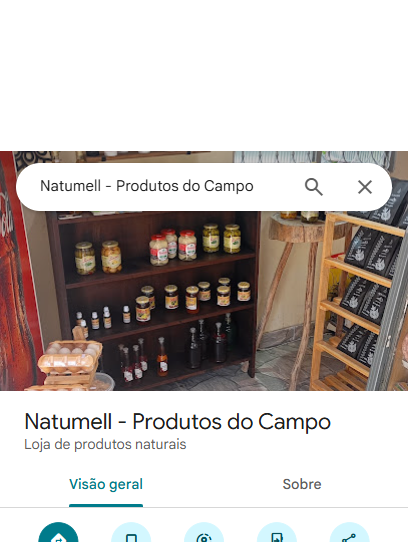 Natumell - Produtos do Campo
Natumell - Produtos do Campo
Loja de produtos naturais
Visão geral
Sobre